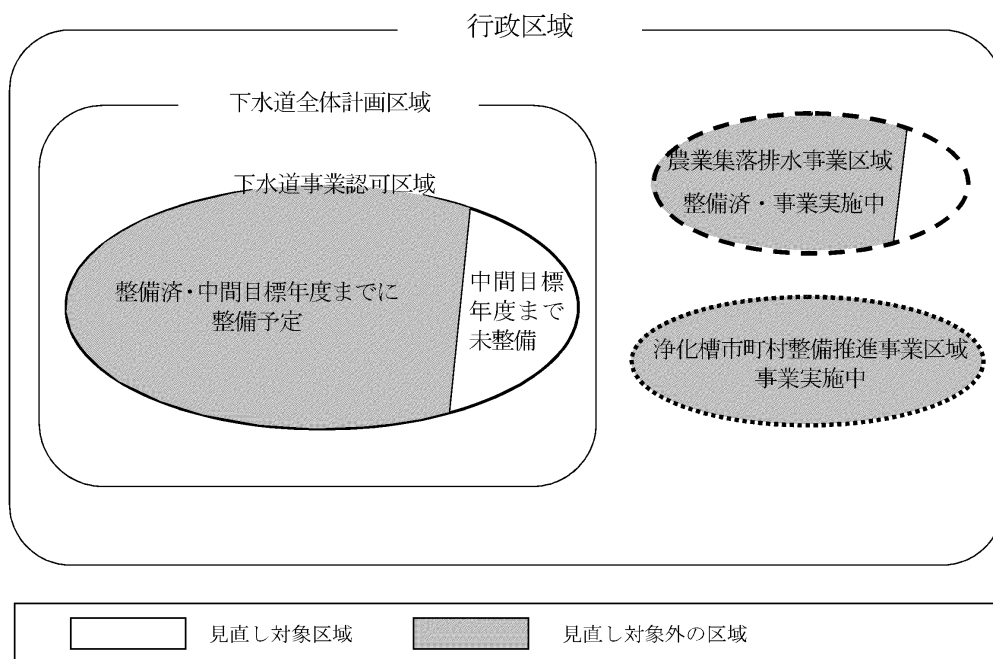 行政区域
下水道全体計画区域
下水道事業認可区域
整備済・中間目標年度までに
整備予定
中間目標
年度まで
未整備
農業集落排水事業区域
整備済・事業実施中
浄化槽市町村整備推進事業区域
事業実施中
見直し対象区域
見直し対象外の区域